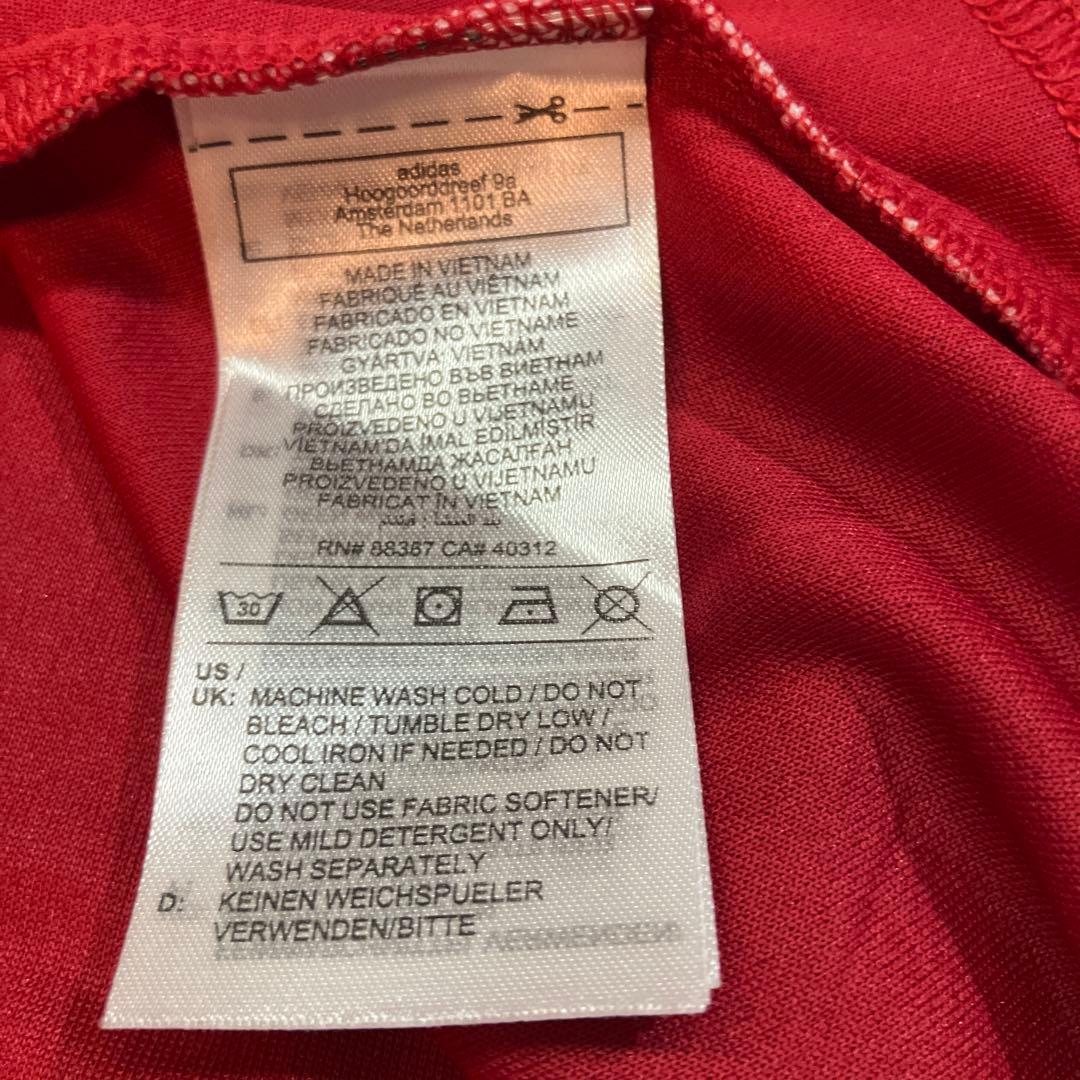 adidas
Hoogoorddreef 9a
Amsterdam 1101 BA
The Netherlands
MADE IN VIETNAM
FABRIQUÉ AU VIÊTNAM
FABRICADO EN VIETNAM
FABRICADO NO VIETNAME
GYÁRTVA: VIETNÁM
ПРОИЗВЕДЕНО ВЪВ ВИЕТНАМ
СДЕЛАНО ВО ВЬЕТНАМЕ
PROIZVEDENO U VIJETNAMU
VİETNAM'DA İMAL EDİLMİŞTİR
ВЬЕТНАМДА ЖАСАЛҒАН
PROIZVEDENO U VIJETNAMU
FABRICAT ÎN VIETNAM
RN# 88387 CA# 40312
30
US /
UK: MACHINE WASH COLD / DO NOT
BLEACH / TUMBLE DRY LOW /
COOL IRON IF NEEDED / DO NOT
DRY CLEAN
DO NOT USE FABRIC SOFTENER/
USE MILD DETERGENT ONLY/
WASH SEPARATELY
D: KEINEN WEICHSPUELER
VERWENDEN/BITTE